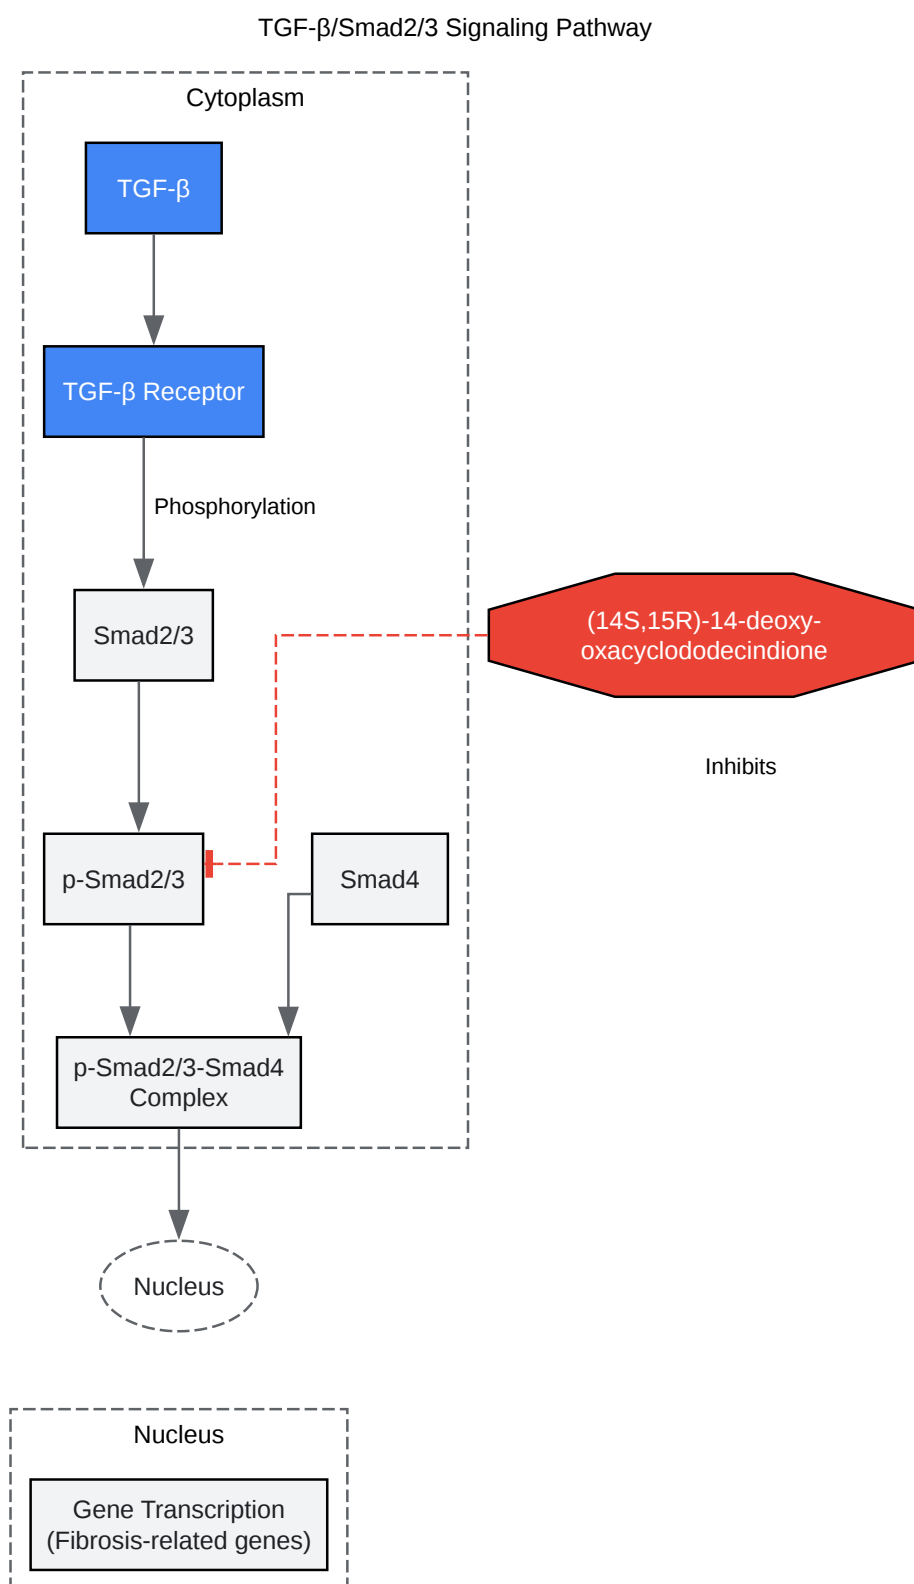 TGF-β/Smad2/3 Signaling Pathway
Cytoplasm
TGF-β
TGF-β Receptor
Phosphorylation
Smad2/3
(14S,15R)-14-deoxy-
oxacyclododecindione
Inhibits
p-Smad2/3
Smad4
p-Smad2/3-Smad4
Complex
Nucleus
Nucleus
Gene Transcription
(Fibrosis-related genes)